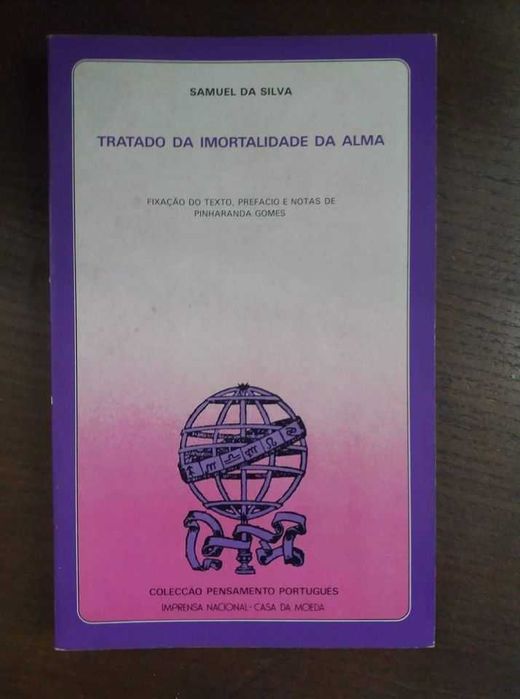 SAMUEL DA SILVA
TRATADO DA IMORTALIDADE DA ALMA
FIXAÇÃO DO TEXTO, PREFACIO E NOTAS DE
PINHARANDA GOMES
COLECÇÃO PENSAMENTO PORTUGUÊS
IMPRENSA NACIONAL - CASA DA MOEDA